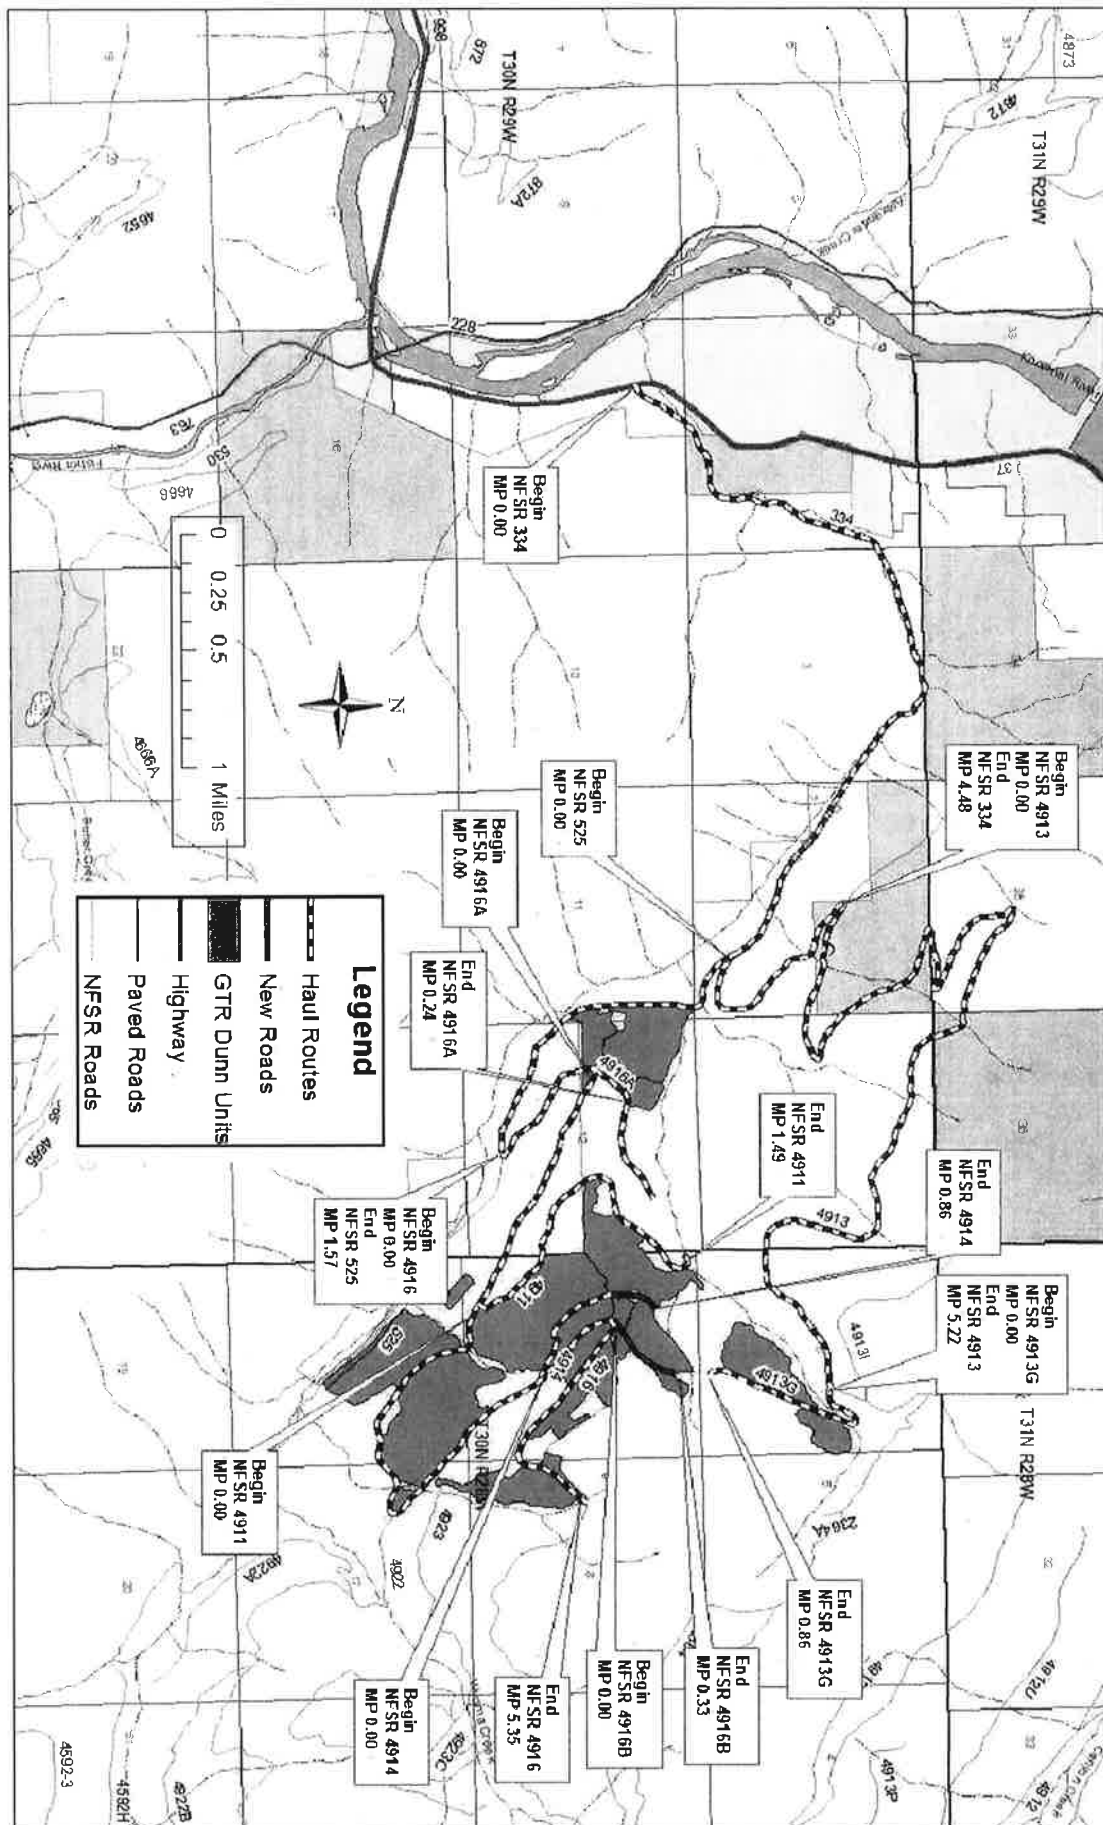 T31N R29W
T30N R29W
T31N R28W
4873
4872
872
872A
4652
228
763
530
4666
4666A
Fisher River
137
334
Begin
NFSR 334
MP 0.00
Begin
NFSR 4913
MP 0.00
End
NFSR 334
MP 4.48
Begin
NFSR 525
MP 0.00
Begin
NFSR 4916A
MP 0.00
End
NFSR 4916A
MP 0.24
End
NFSR 4911
MP 1.49
End
NFSR 4914
MP 0.86
Begin
NFSR 4913G
MP 0.00
End
NFSR 4913
MP 5.22
Begin
NFSR 4916
MP 0.00
End
NFSR 525
MP 1.57
Begin
NFSR 4911
MP 0.00
End
NFSR 4913G
MP 0.86
End
NFSR 4916B
MP 0.33
Begin
NFSR 4916B
MP 0.00
End
NFSR 4916
MP 5.35
Begin
NFSR 4914
MP 0.00
4916A
4913
4913I
4913G
4911
4914
4916
525
2364A
4923
4922
4922A
4923C
4922B
4592H
4592-3
4913P
4912U
4912
4665
N
0 0.25 0.5 1 Miles
Legend
Haul Routes
New Roads
GTR Dunn Units
Highway
Paved Roads
NFSR Roads